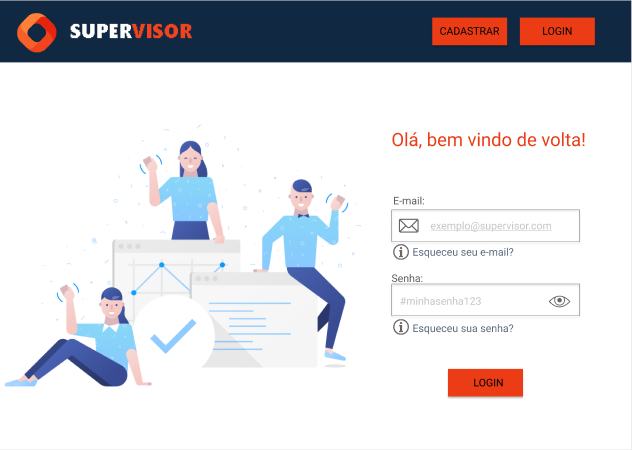 SUPERVISOR
CADASTRAR
LOGIN
Olá, bem vindo de volta!
E-mail:
exemplo@supervisor.com
Esqueceu seu e-mail?
Senha:
#minhasenha123
Esqueceu sua senha?
LOGIN